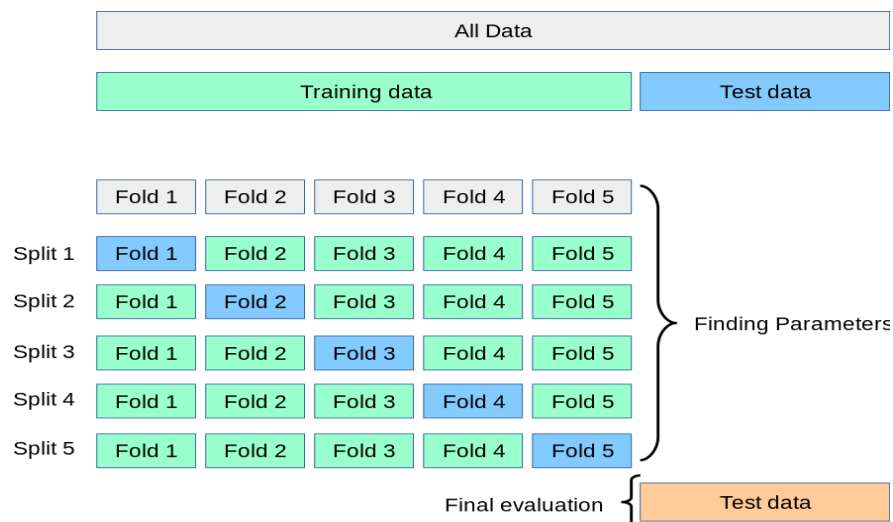 All Data
Training data Test data
Fold 1 Fold 2 Fold 3 Fold 4 Fold 5
Split 1 Fold 1 Fold 2 Fold 3 Fold 4 Fold 5
Split 2 Fold 1 Fold 2 Fold 3 Fold 4 Fold 5
Finding Parameters
Split 3 Fold 1 Fold 2 Fold 3 Fold 4 Fold 5
Split 4 Fold 1 Fold 2 Fold 3 Fold 4 Fold 5
Split 5 Fold 1 Fold 2 Fold 3 Fold 4 Fold 5
Final evaluation Test data